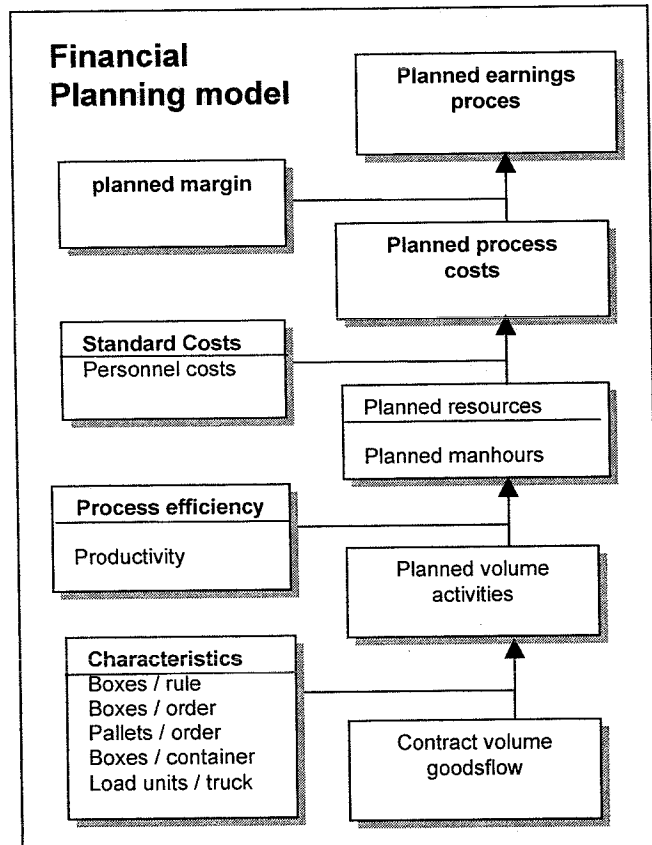 Financial
Planning model
Planned earnings
proces
planned margin
Planned process
costs
Standard Costs
Personnel costs
Planned resources
Planned manhours
Process efficiency
Productivity
Planned volume
activities
Characteristics
Boxes / rule
Boxes / order
Pallets / order
Boxes / container
Load units / truck
Contract volume
goodsflow